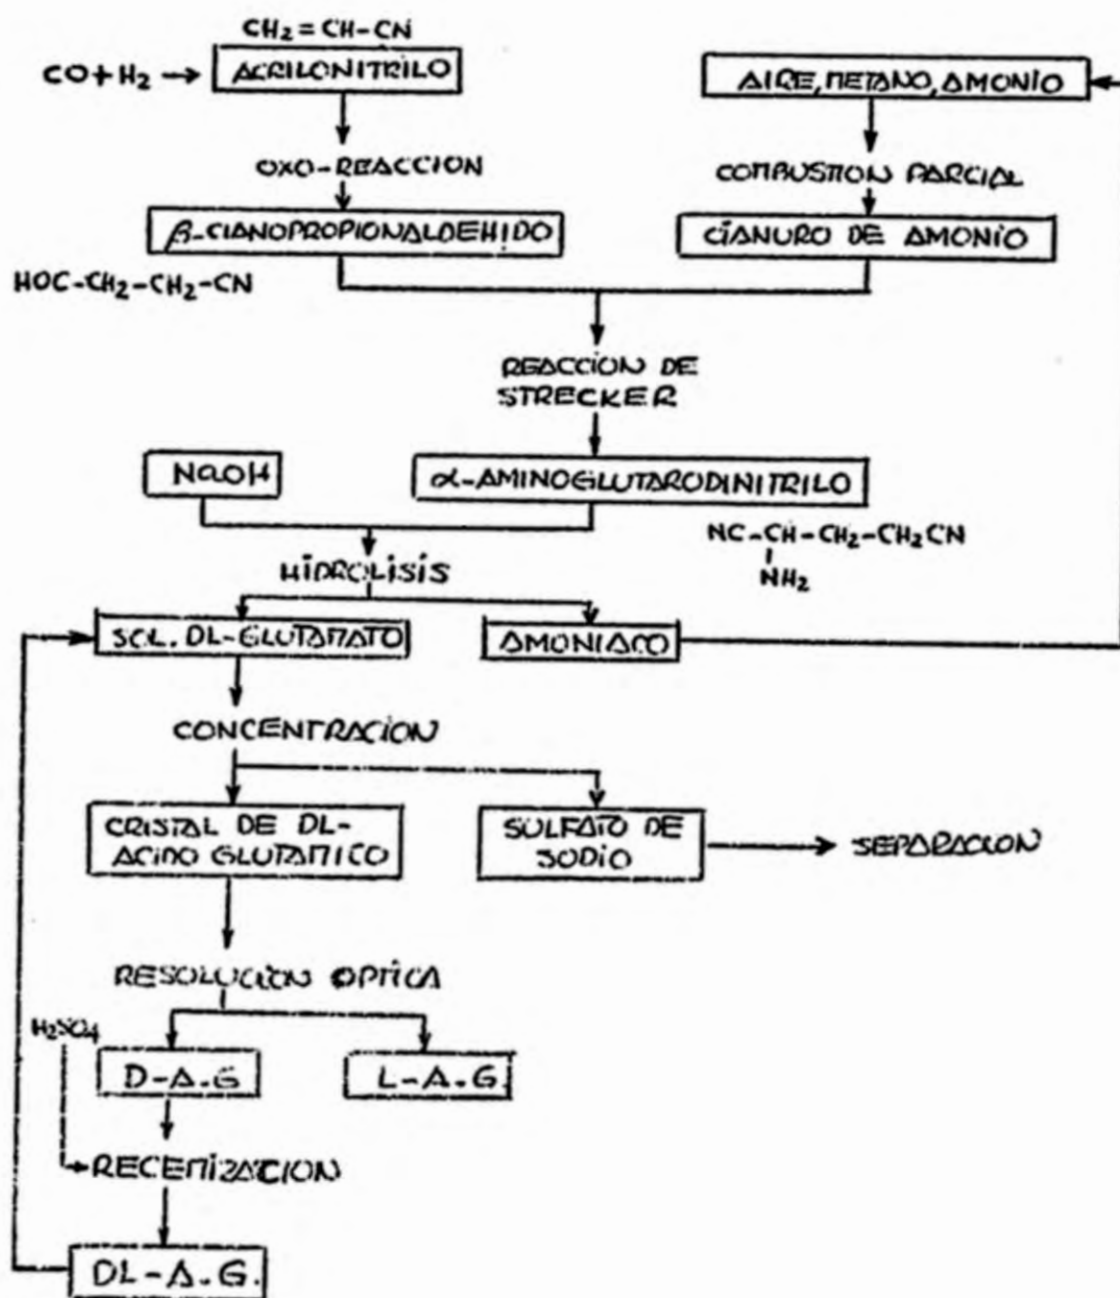 CH2=CH-CN
CO+H2 → ACRILONITRILO
AIRE, METANO, AMONIO
OXO-REACCION
COMBUSTION PARCIAL
β-CIANOPROPIONALDEHIDO
CIANURO DE AMONIO
HOC-CH2-CH2-CN
REACCION DE
STRECKER
NaOH
α-AMINOGLUTARODINITRILO
NC-CH-CH2-CH2CN
NH2
HIDROLISIS
SOL. DL-GLUTAMATO
AMONIACO
CONCENTRACION
CRISTAL DE DL-
ACIDO GLUTAMICO
SULFATO DE
SODIO
SEPARACION
RESOLUCION OPTICA
H2SO4
D-A.G
L-A.G.
RECEMIZACION
DL-A.G.